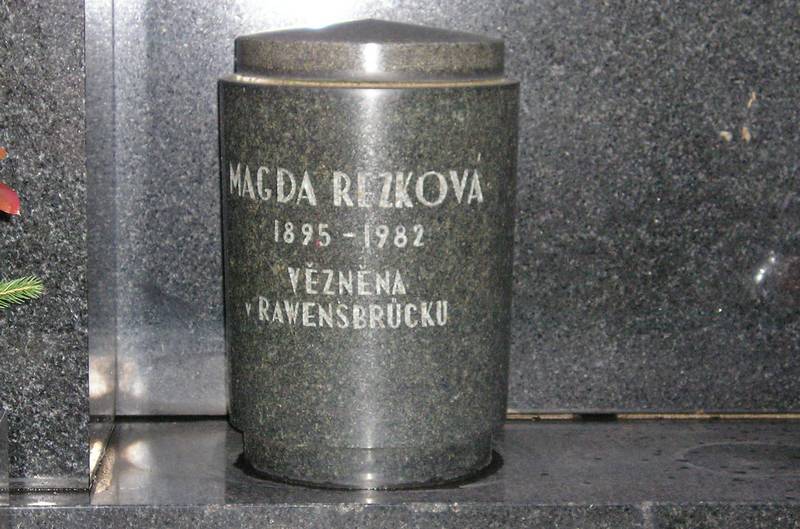 MAGDA REZKOVÁ
1895 - 1982
VĚZNĚNA
v RAWENSBRÜCKU